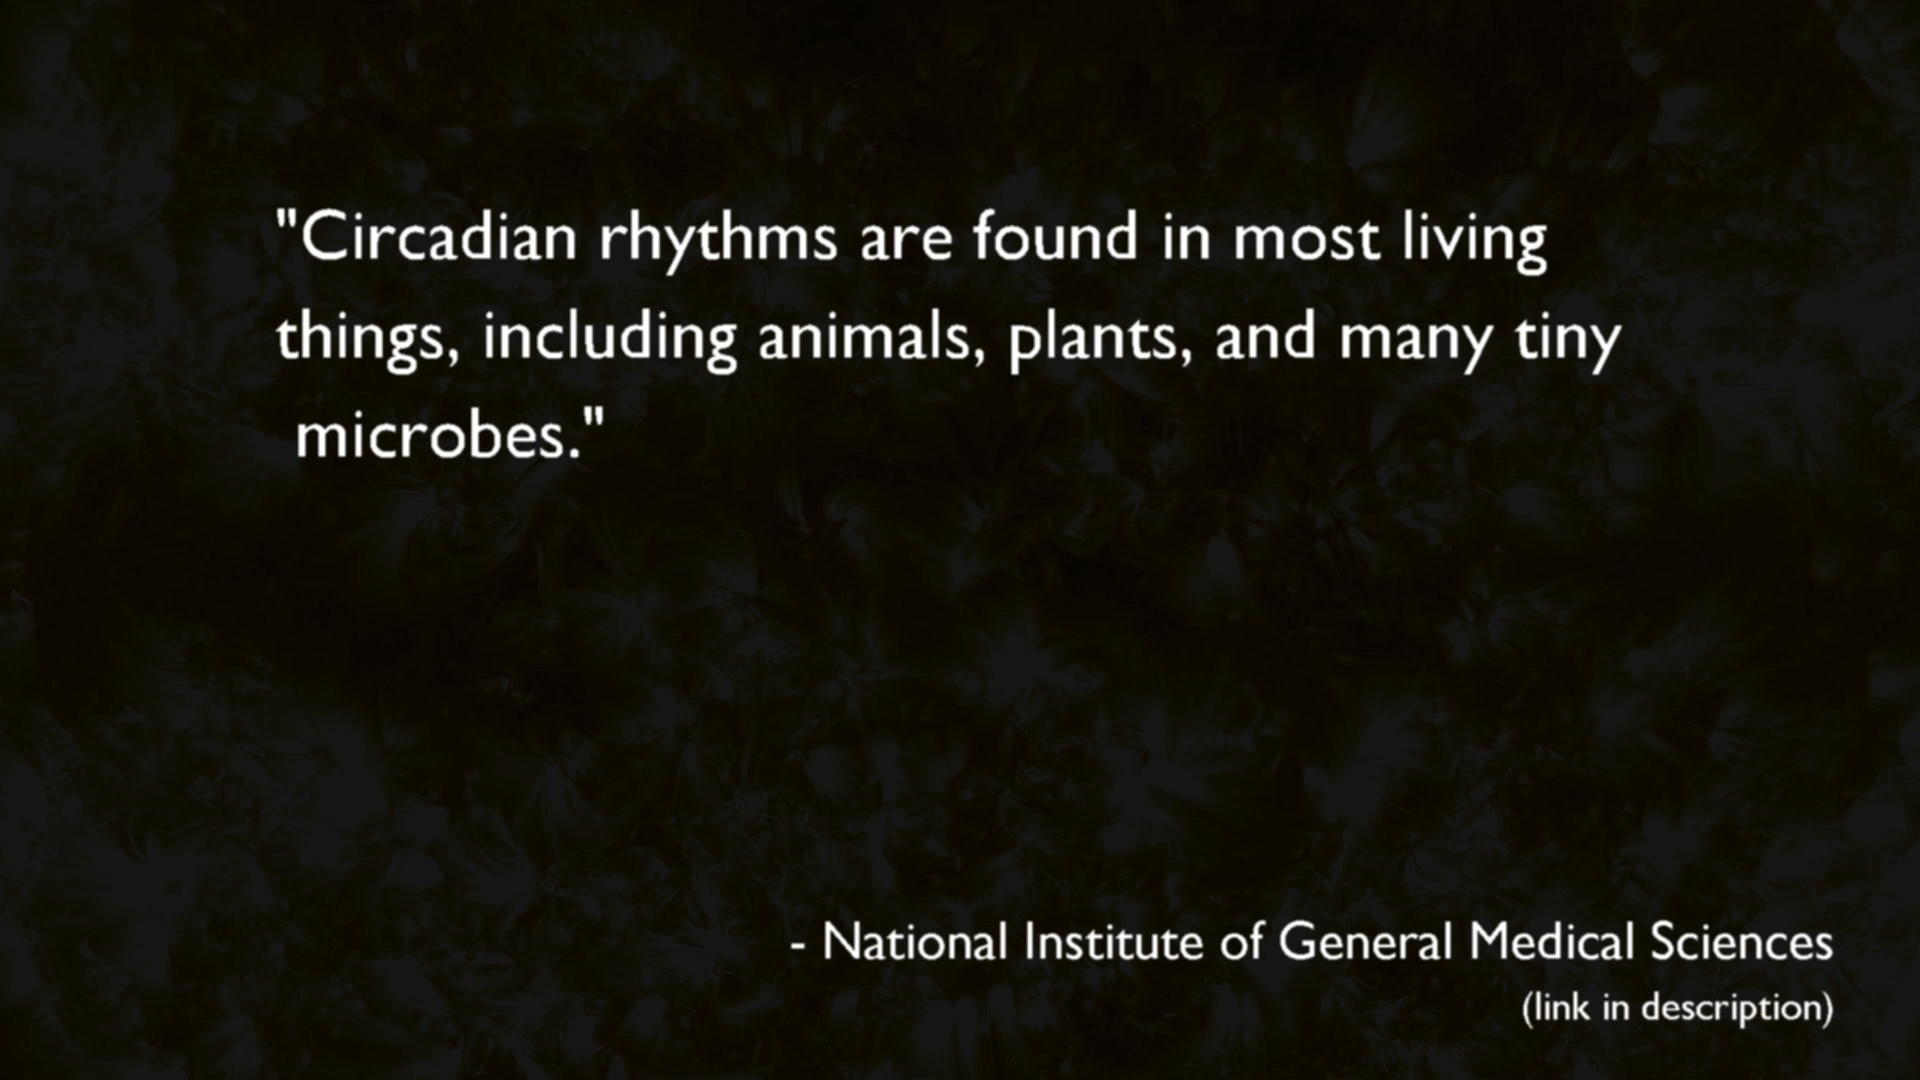 "Circadian rhythms are found in most living
things, including animals, plants, and many tiny
microbes."
- National Institute of General Medical Sciences
(link in description)